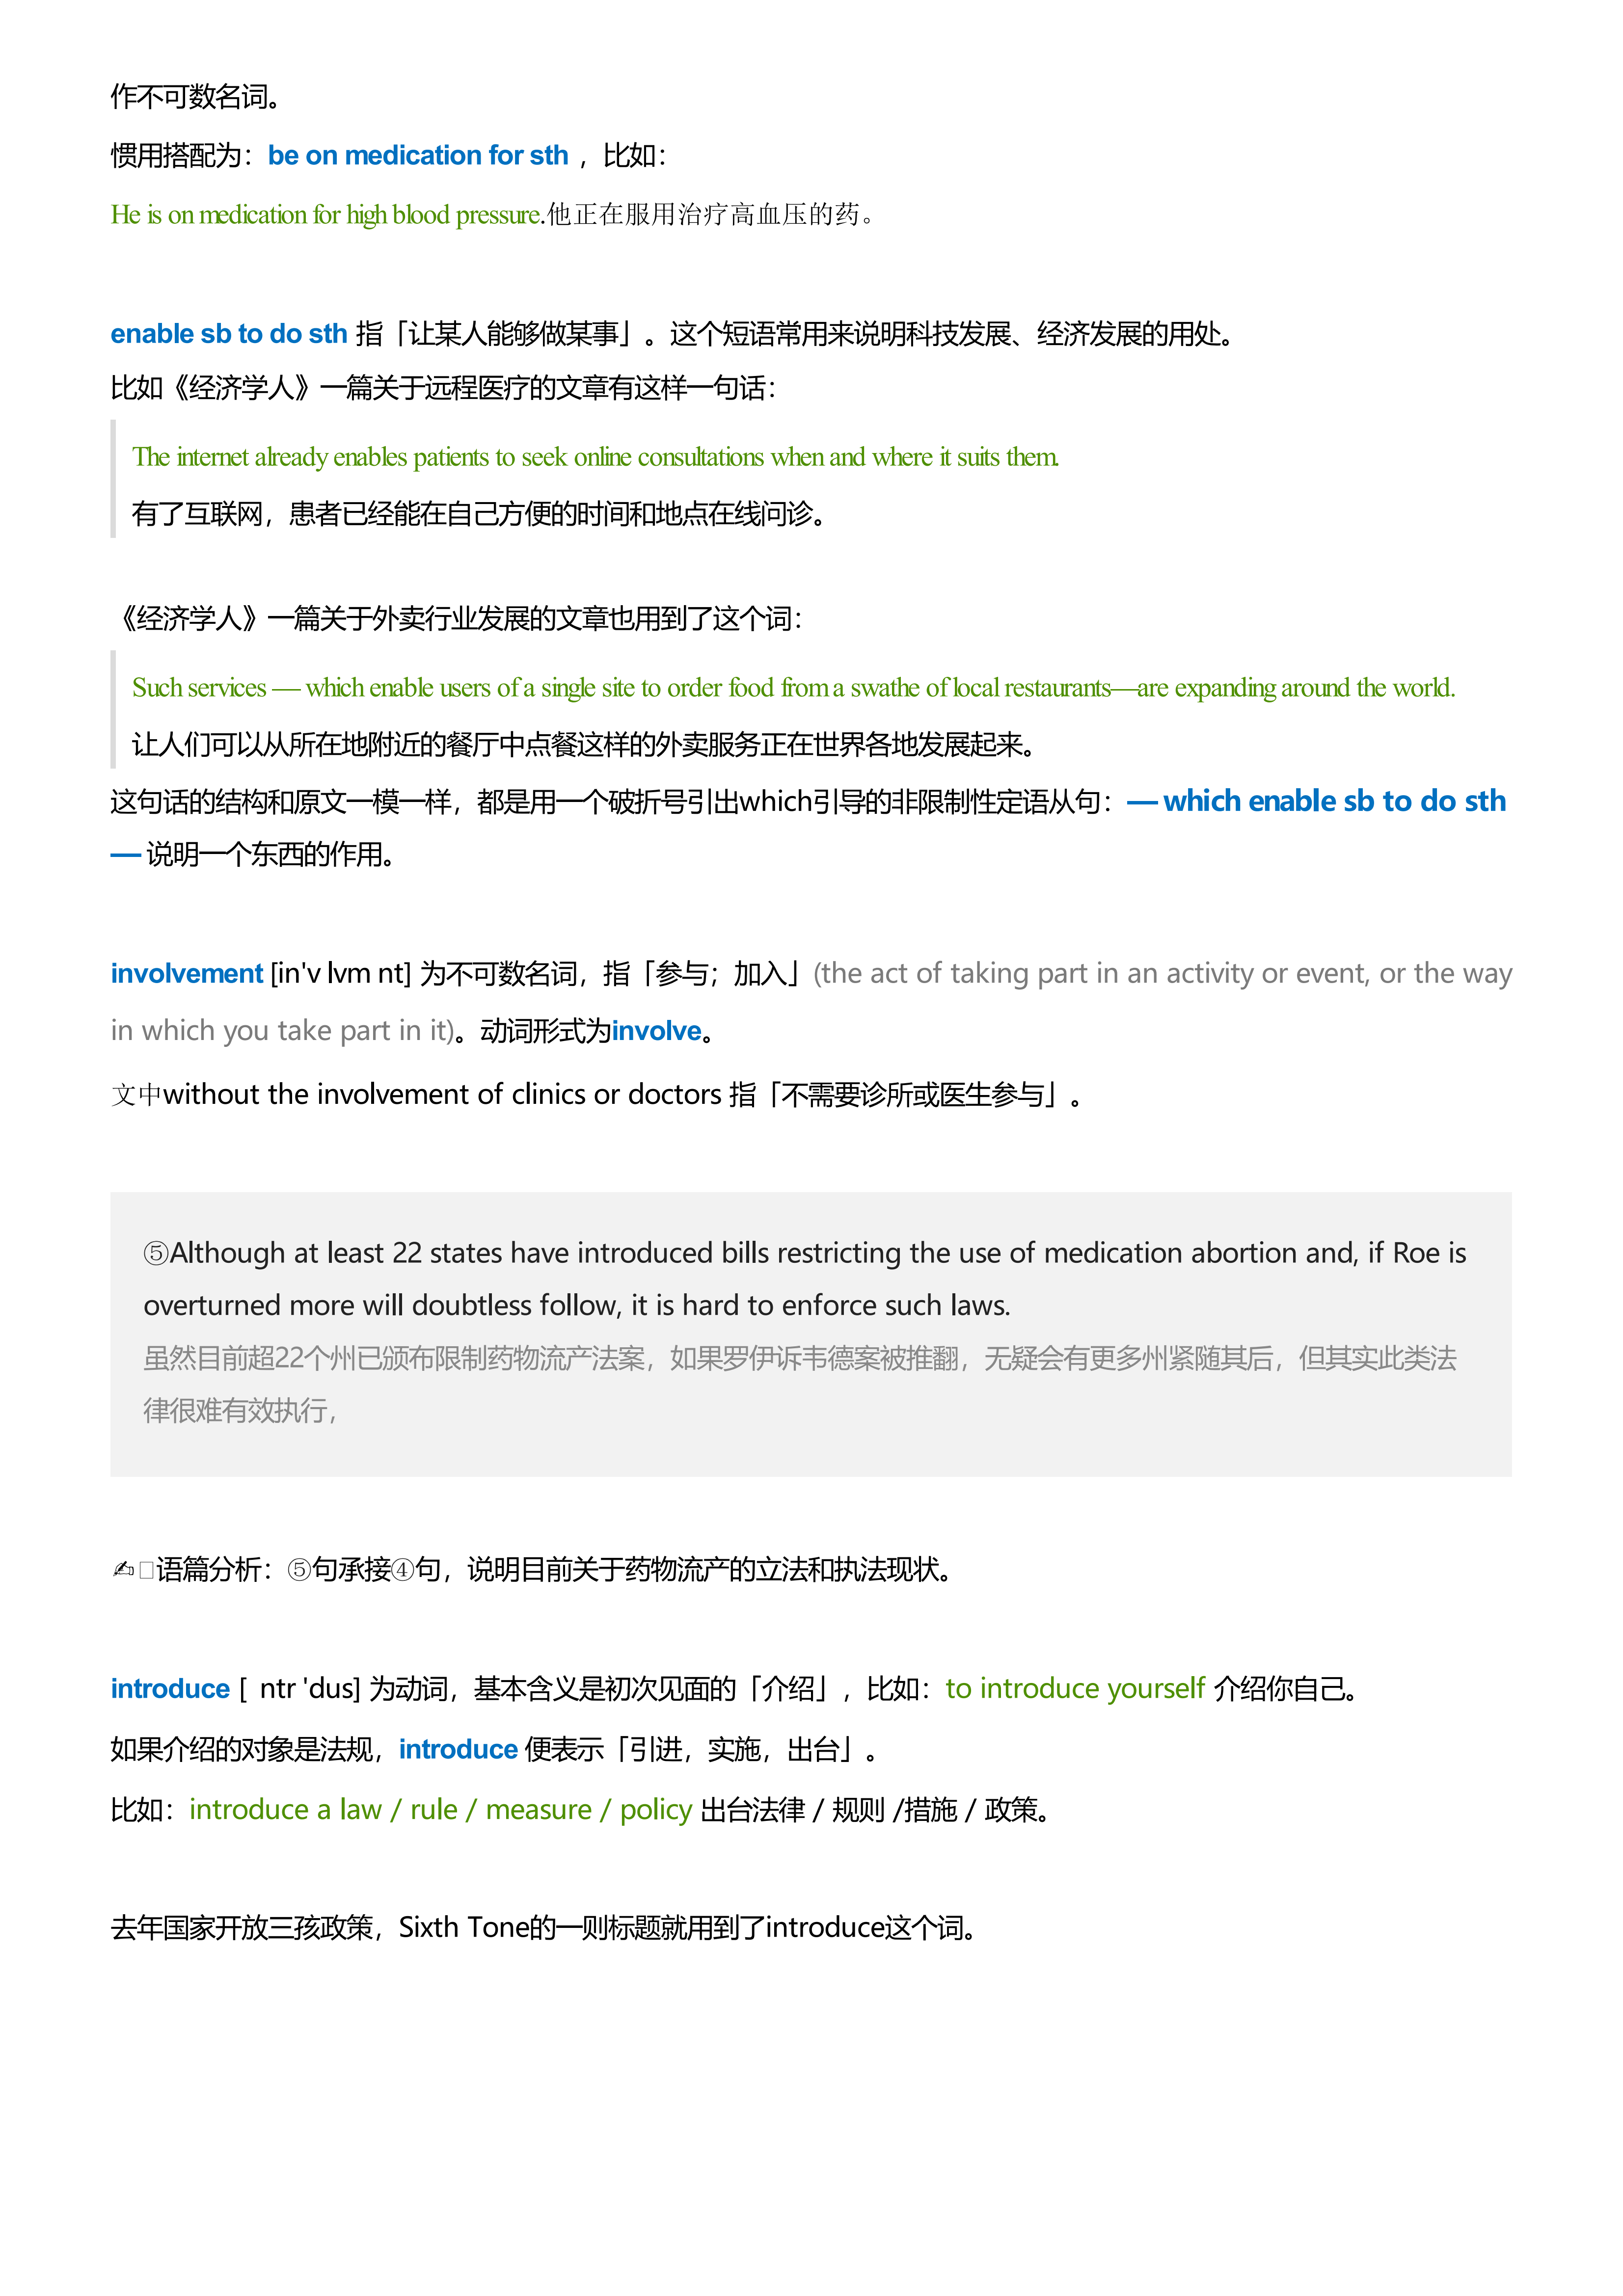 作不可数名词。
惯用搭配为：be on medication for sth ，比如：
He is on medication for high blood pressure.他正在服用治疗高血压的药。
enable sb to do sth 指「让某人能够做某事」。这个短语常用来说明科技发展、经济发展的用处。
比如《经济学人》一篇关于远程医疗的文章有这样一句话：
The internet already enables patients to seek online consultations when and where it suits them.
有了互联网，患者已经能在自己方便的时间和地点在线问诊。
《经济学人》一篇关于外卖行业发展的文章也用到了这个词：
Such services — which enable users of a single site to order food from a swathe of local restaurants—are expanding around the world.
让人们可以从所在地附近的餐厅中点餐这样的外卖服务正在世界各地发展起来。
这句话的结构和原文一模一样，都是用一个破折号引出which引导的非限制性定语从句：— which enable sb to do sth
— 说明一个东西的作用。
involvement [in'v lvm nt] 为不可数名词，指「参与；加入」(the act of taking part in an activity or event, or the way
in which you take part in it)。动词形式为involve。
文中without the involvement of clinics or doctors 指「不需要诊所或医生参与」。
⑤Although at least 22 states have introduced bills restricting the use of medication abortion and, if Roe is
overturned more will doubtless follow, it is hard to enforce such laws.
虽然目前超22个州已颁布限制药物流产法案，如果罗伊诉韦德案被推翻，无疑会有更多州紧随其后，但其实此类法
律很难有效执行，
✍语篇分析：⑤句承接④句，说明目前关于药物流产的立法和执法现状。
introduce [ ntr 'dus] 为动词，基本含义是初次见面的「介绍」，比如：to introduce yourself 介绍你自己。
如果介绍的对象是法规，introduce 便表示「引进，实施，出台」。
比如：introduce a law / rule / measure / policy 出台法律 / 规则 /措施 / 政策。
去年国家开放三孩政策，Sixth Tone的一则标题就用到了introduce这个词。